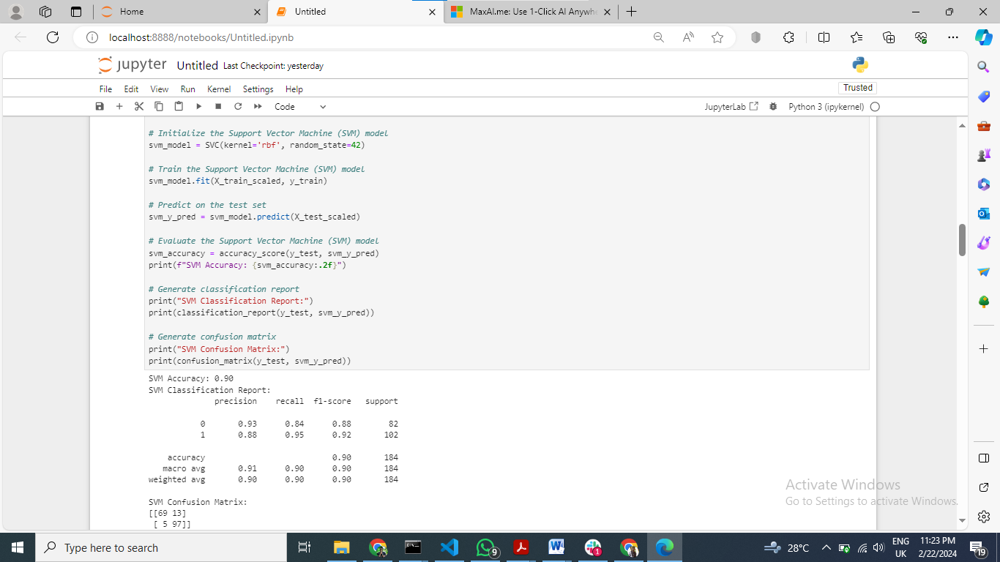 Home
Untitled
MaxAI.me: Use 1-Click AI Anywhe
localhost:8888/notebooks/Untitled.ipynb
jupyter Untitled Last Checkpoint: yesterday
File Edit View Run Kernel Settings Help Trusted
Code JupyterLab Python 3 (ipykernel)
# Initialize the Support Vector Machine (SVM) model
svm_model = SVC(kernel='rbf', random_state=42)
# Train the Support Vector Machine (SVM) model
svm_model.fit(X_train_scaled, y_train)
# Predict on the test set
svm_y_pred = svm_model.predict(X_test_scaled)
# Evaluate the Support Vector Machine (SVM) model
svm_accuracy = accuracy_score(y_test, svm_y_pred)
print(f"SVM Accuracy: {svm_accuracy:.2f}")
# Generate classification report
print("SVM Classification Report:")
print(classification_report(y_test, svm_y_pred))
# Generate confusion matrix
print("SVM Confusion Matrix:")
print(confusion_matrix(y_test, svm_y_pred))
SVM Accuracy: 0.90
SVM Classification Report:
precision recall f1-score support
0 0.93 0.84 0.88 82
1 0.88 0.95 0.92 102
accuracy 0.90 184
macro avg 0.91 0.90 0.90 184
weighted avg 0.90 0.90 0.90 184
SVM Confusion Matrix:
[[69 13]
[ 5 97]]
Activate Windows
Go to Settings to activate Windows.
Type here to search
9
1
28°C
ENG
UK
11:23 PM
2/22/2024
19